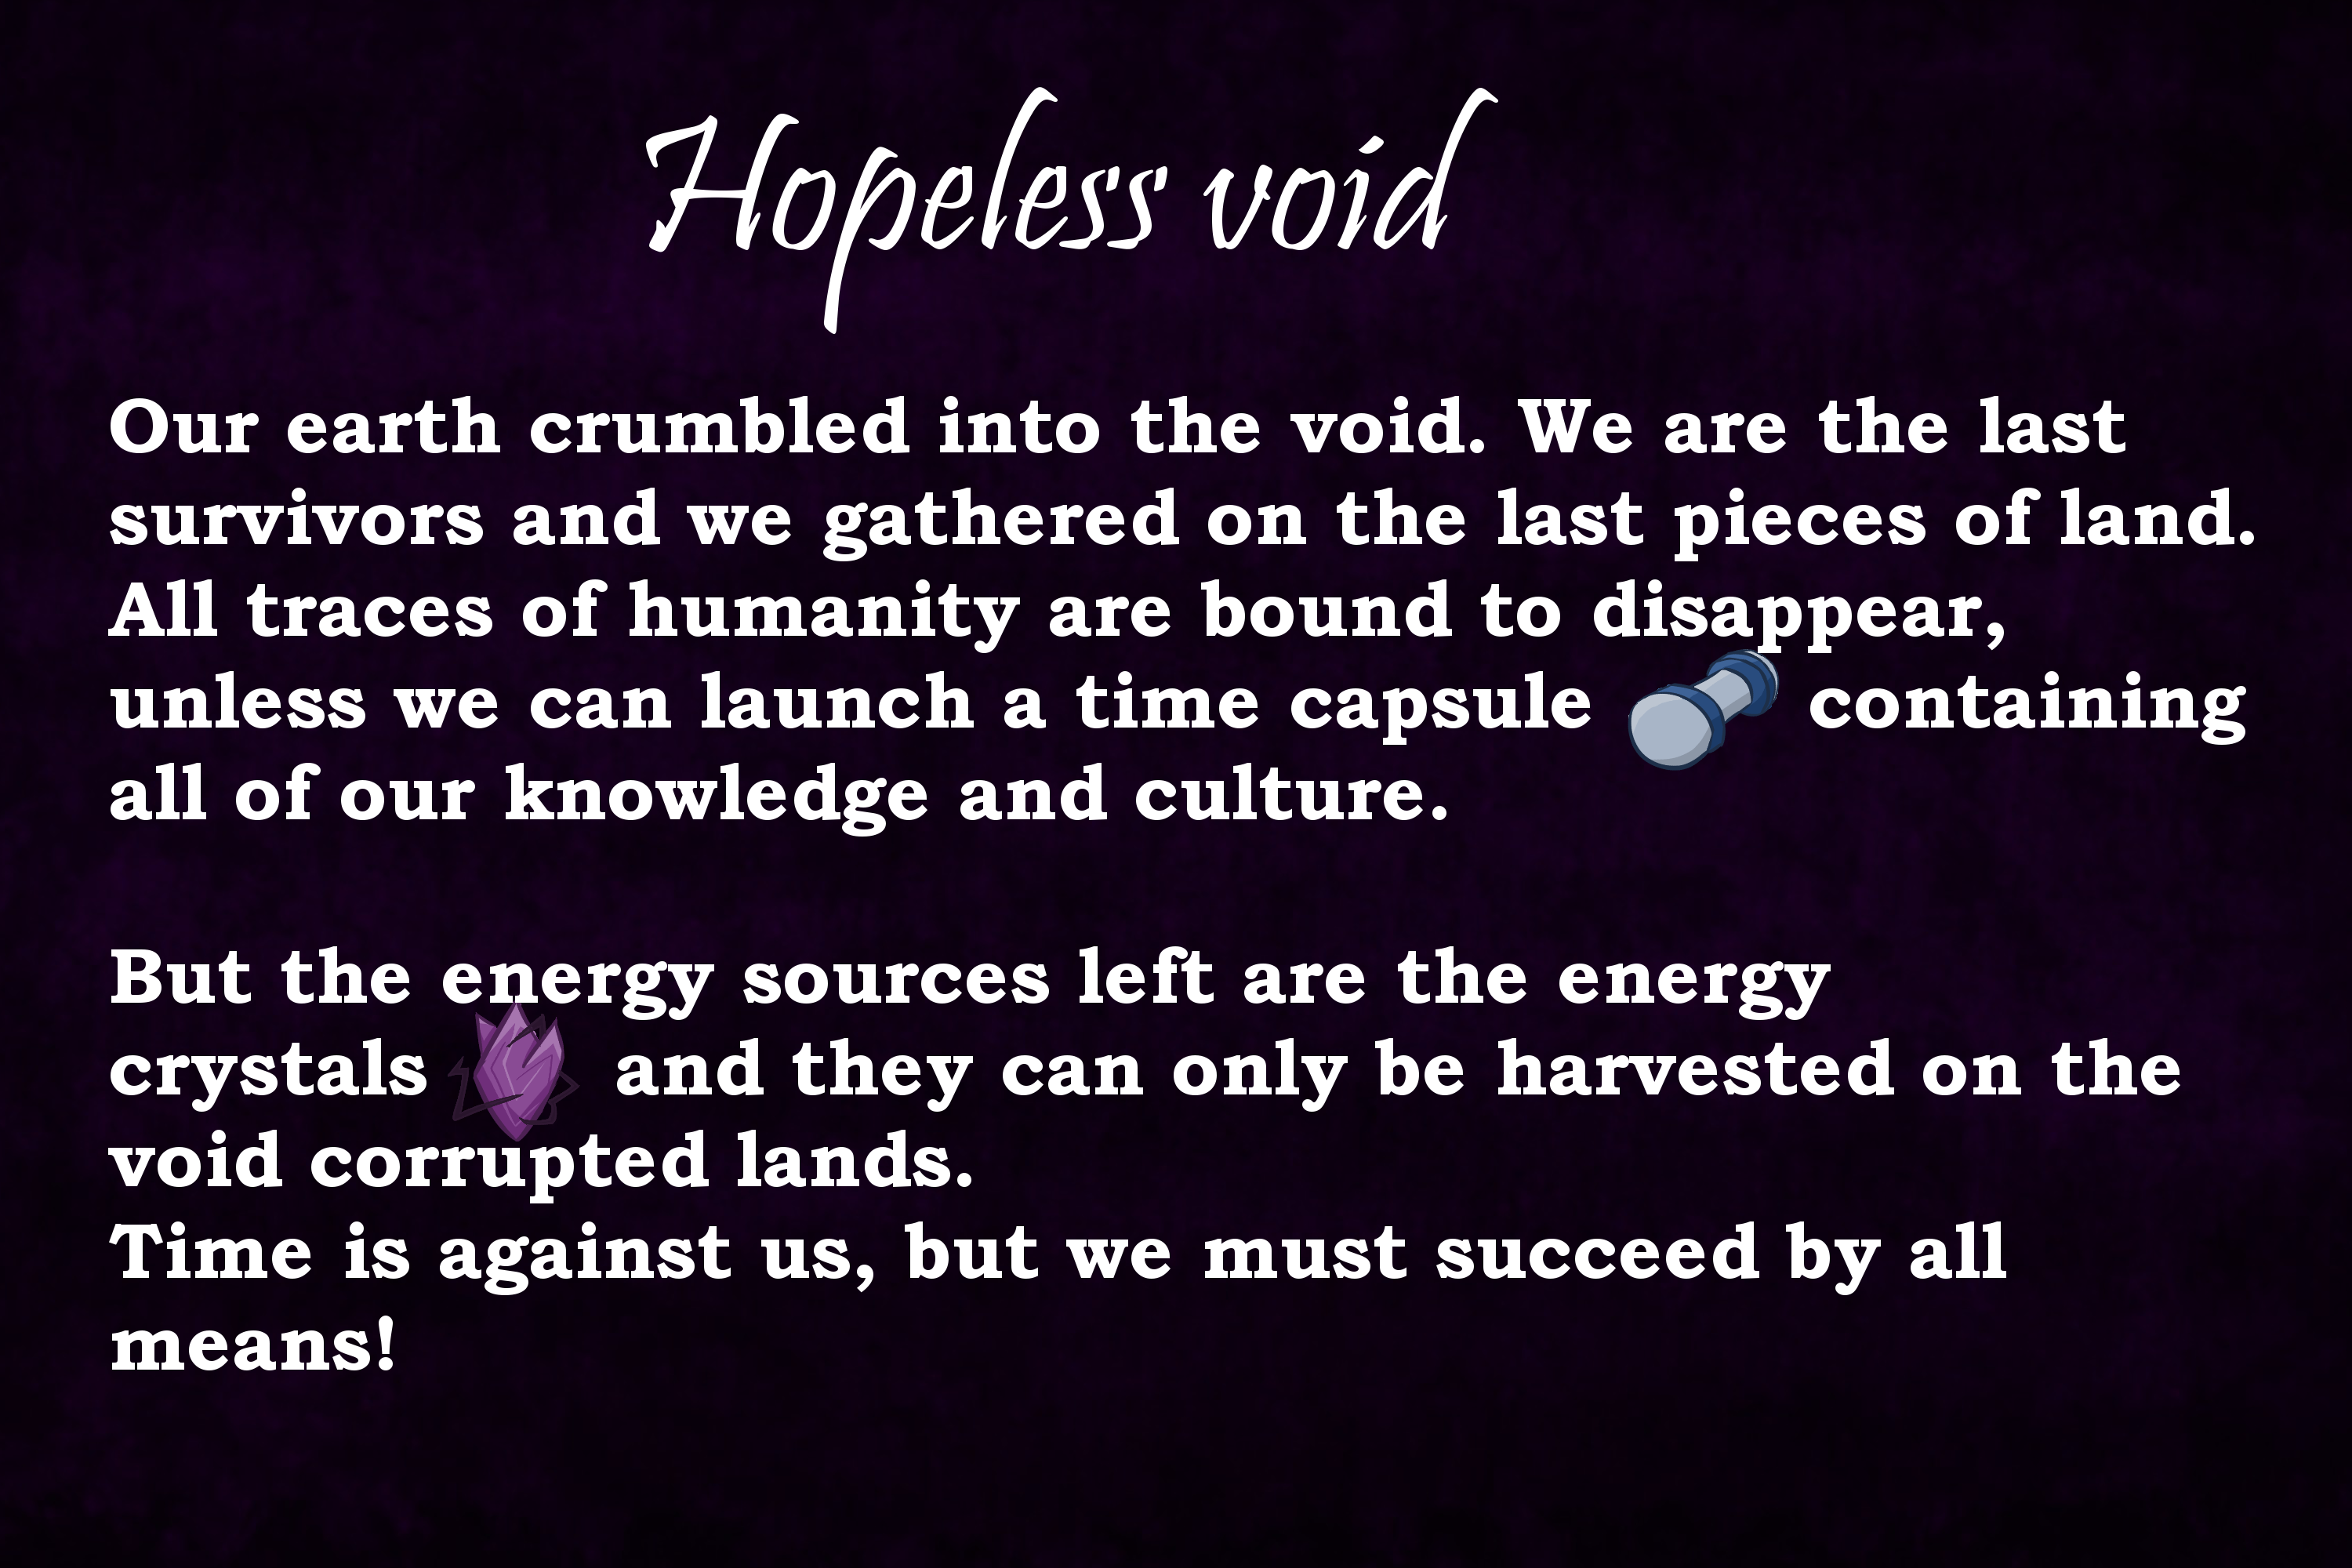 Hopeless void
Our earth crumbled into the void. We are the last
survivors and we gathered on the last pieces of land.
All traces of humanity are bound to disappear,
unless we can launch a time capsule containing
all of our knowledge and culture.
But the energy sources left are the energy
crystals and they can only be harvested on the
void corrupted lands.
Time is against us, but we must succeed by all
means!